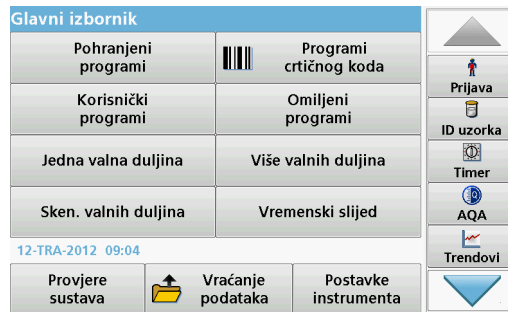 Glavni izbornik
Pohranjeni
programi
Programi
crtičnog koda
Korisnički
programi
Omiljeni
programi
Jedna valna duljina
Više valnih duljina
Sken. valnih duljina
Vremenski slijed
12-TRA-2012 09:04
Provjere
sustava
Vraćanje
podataka
Postavke
instrumenta
Prijava
ID uzorka
Timer
AQA
Trendovi